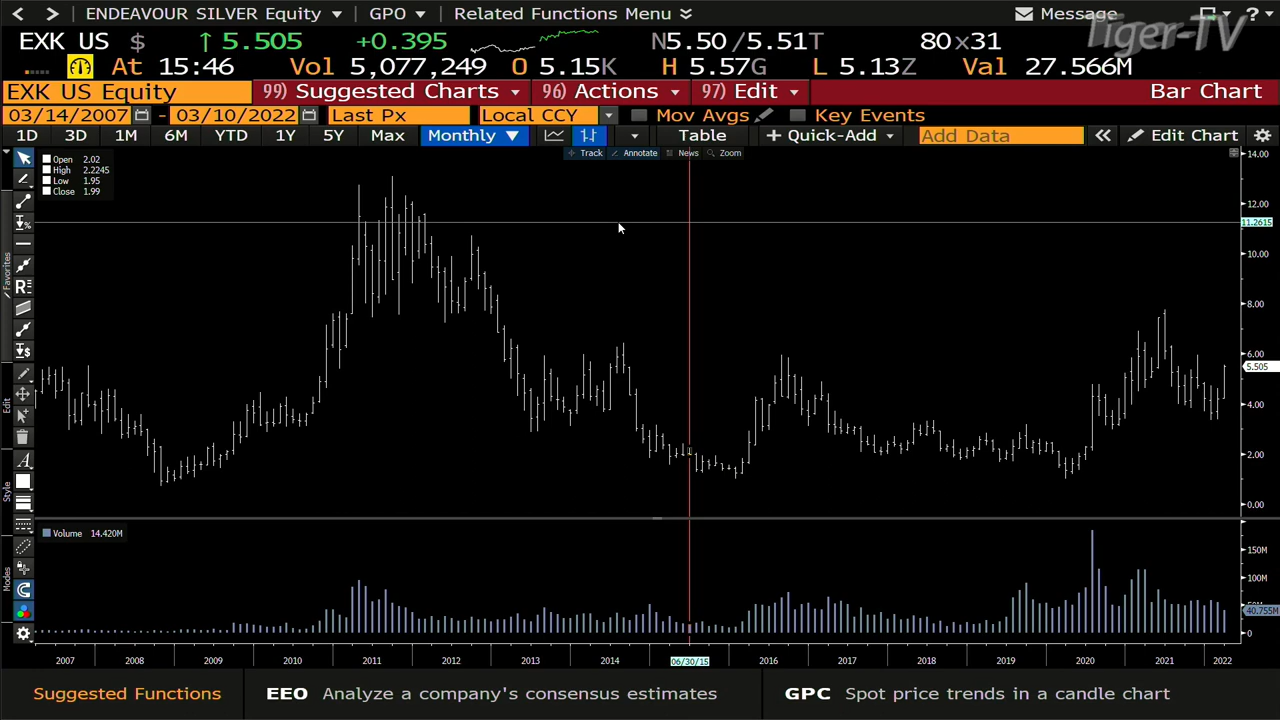 < > ENDEAVOUR SILVER Equity GPO Related Functions Menu Message ?
Tiger-TV
EXK US $ ↑ 5.505 +0.395 N5.50 /5.51T 80x31
At 15:46 Vol 5,077,249 O 5.15K H 5.57G L 5.13Z Val 27.566M
EXK US Equity 99) Suggested Charts 96) Actions 97) Edit Bar Chart
03/14/2007 - 03/10/2022 Last Px Local CCY Mov Avgs Key Events
1D 3D 1M 6M YTD 1Y 5Y Max Monthly ▼ Table + Quick-Add Add Data « Edit Chart
Track Annotate News Zoom
Open 2.02
High 2.2245
Low 1.95
Close 1.99
14.00
12.00
11.2615
10.00
8.00
6.00
5.505
4.00
2.00
0.00
Favorites
Edit
Style
Modes
Volume 14.420M
150M
100M
40.755M
0
2007 2008 2009 2010 2011 2012 2013 2014 06/30/15 2016 2017 2018 2019 2020 2021 2022
Suggested Functions EEO Analyze a company's consensus estimates GPC Spot price trends in a candle chart